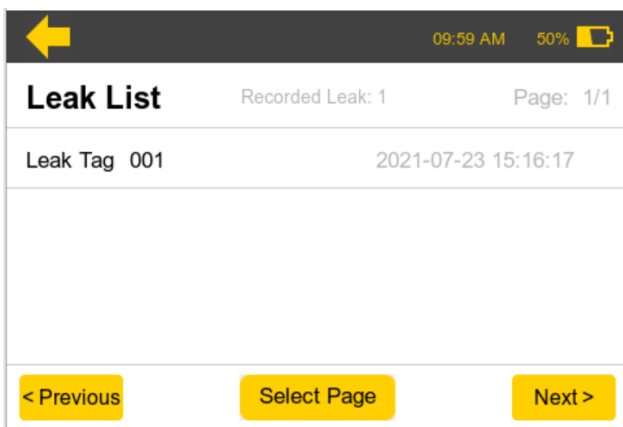 09:59 AM 50%
Leak List Recorded Leak: 1 Page: 1/1
Leak Tag 001 2021-07-23 15:16:17
< Previous Select Page Next >